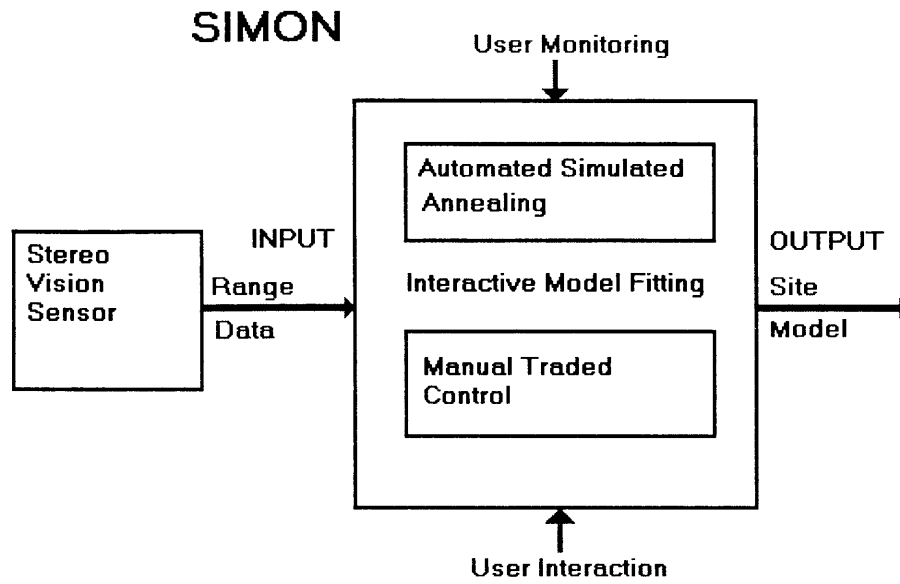 SIMON
User Monitoring
Automated Simulated
Annealing
INPUT
OUTPUT
Stereo
Vision
Sensor
Range
Data
Interactive Model Fitting
Site
Model
Manual Traded
Control
User Interaction